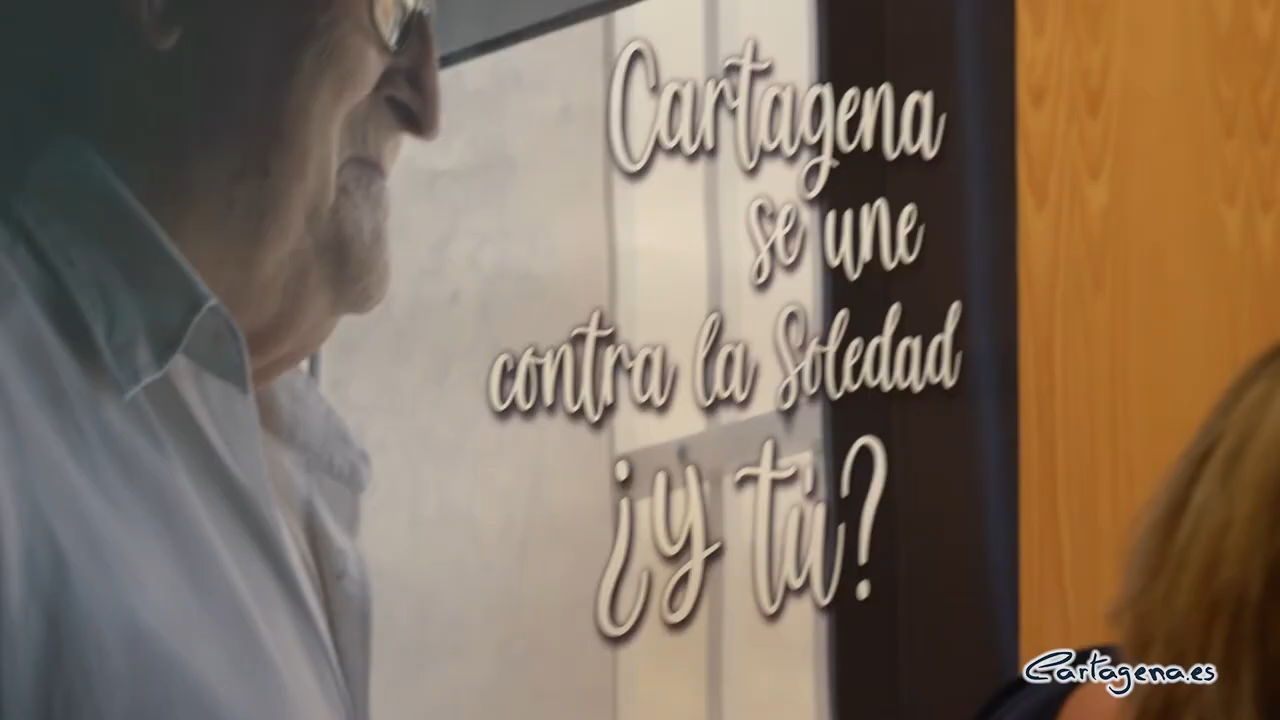 Cartagena
se une
contra la Soledad
¿y tú?
Cartagena.es